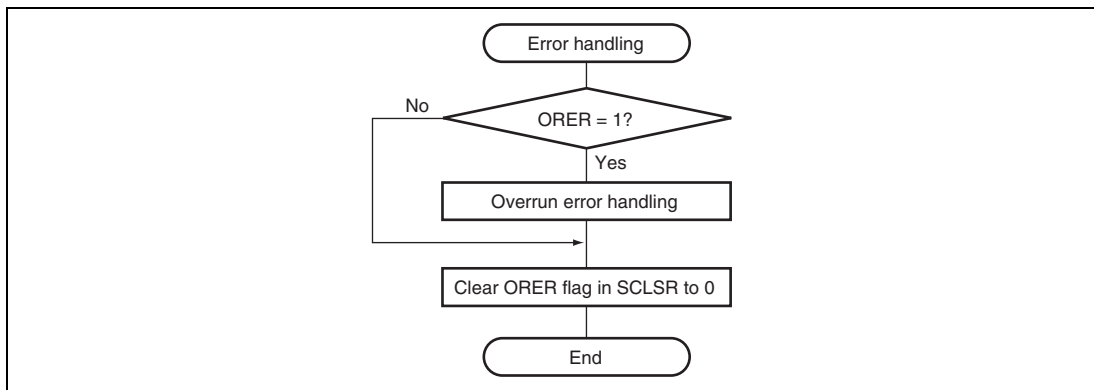 Error handling
No
ORER = 1?
Yes
Overrun error handling
Clear ORER flag in SCLSR to 0
End